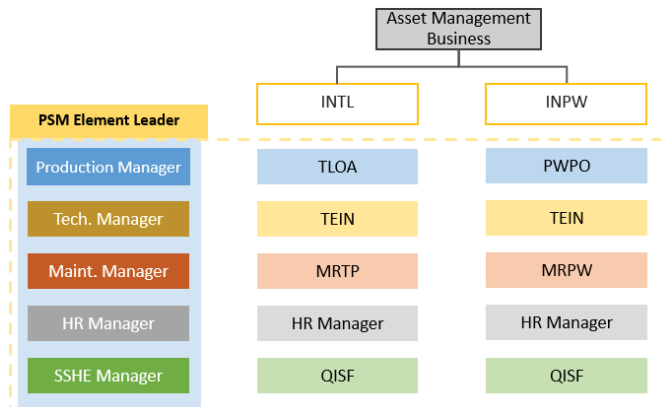 Asset Management
Business
INTL
INPW
PSM Element Leader
Production Manager
TLOA
PWPO
Tech. Manager
TEIN
TEIN
Maint. Manager
MRTP
MRPW
HR Manager
HR Manager
HR Manager
SSHE Manager
QISF
QISF